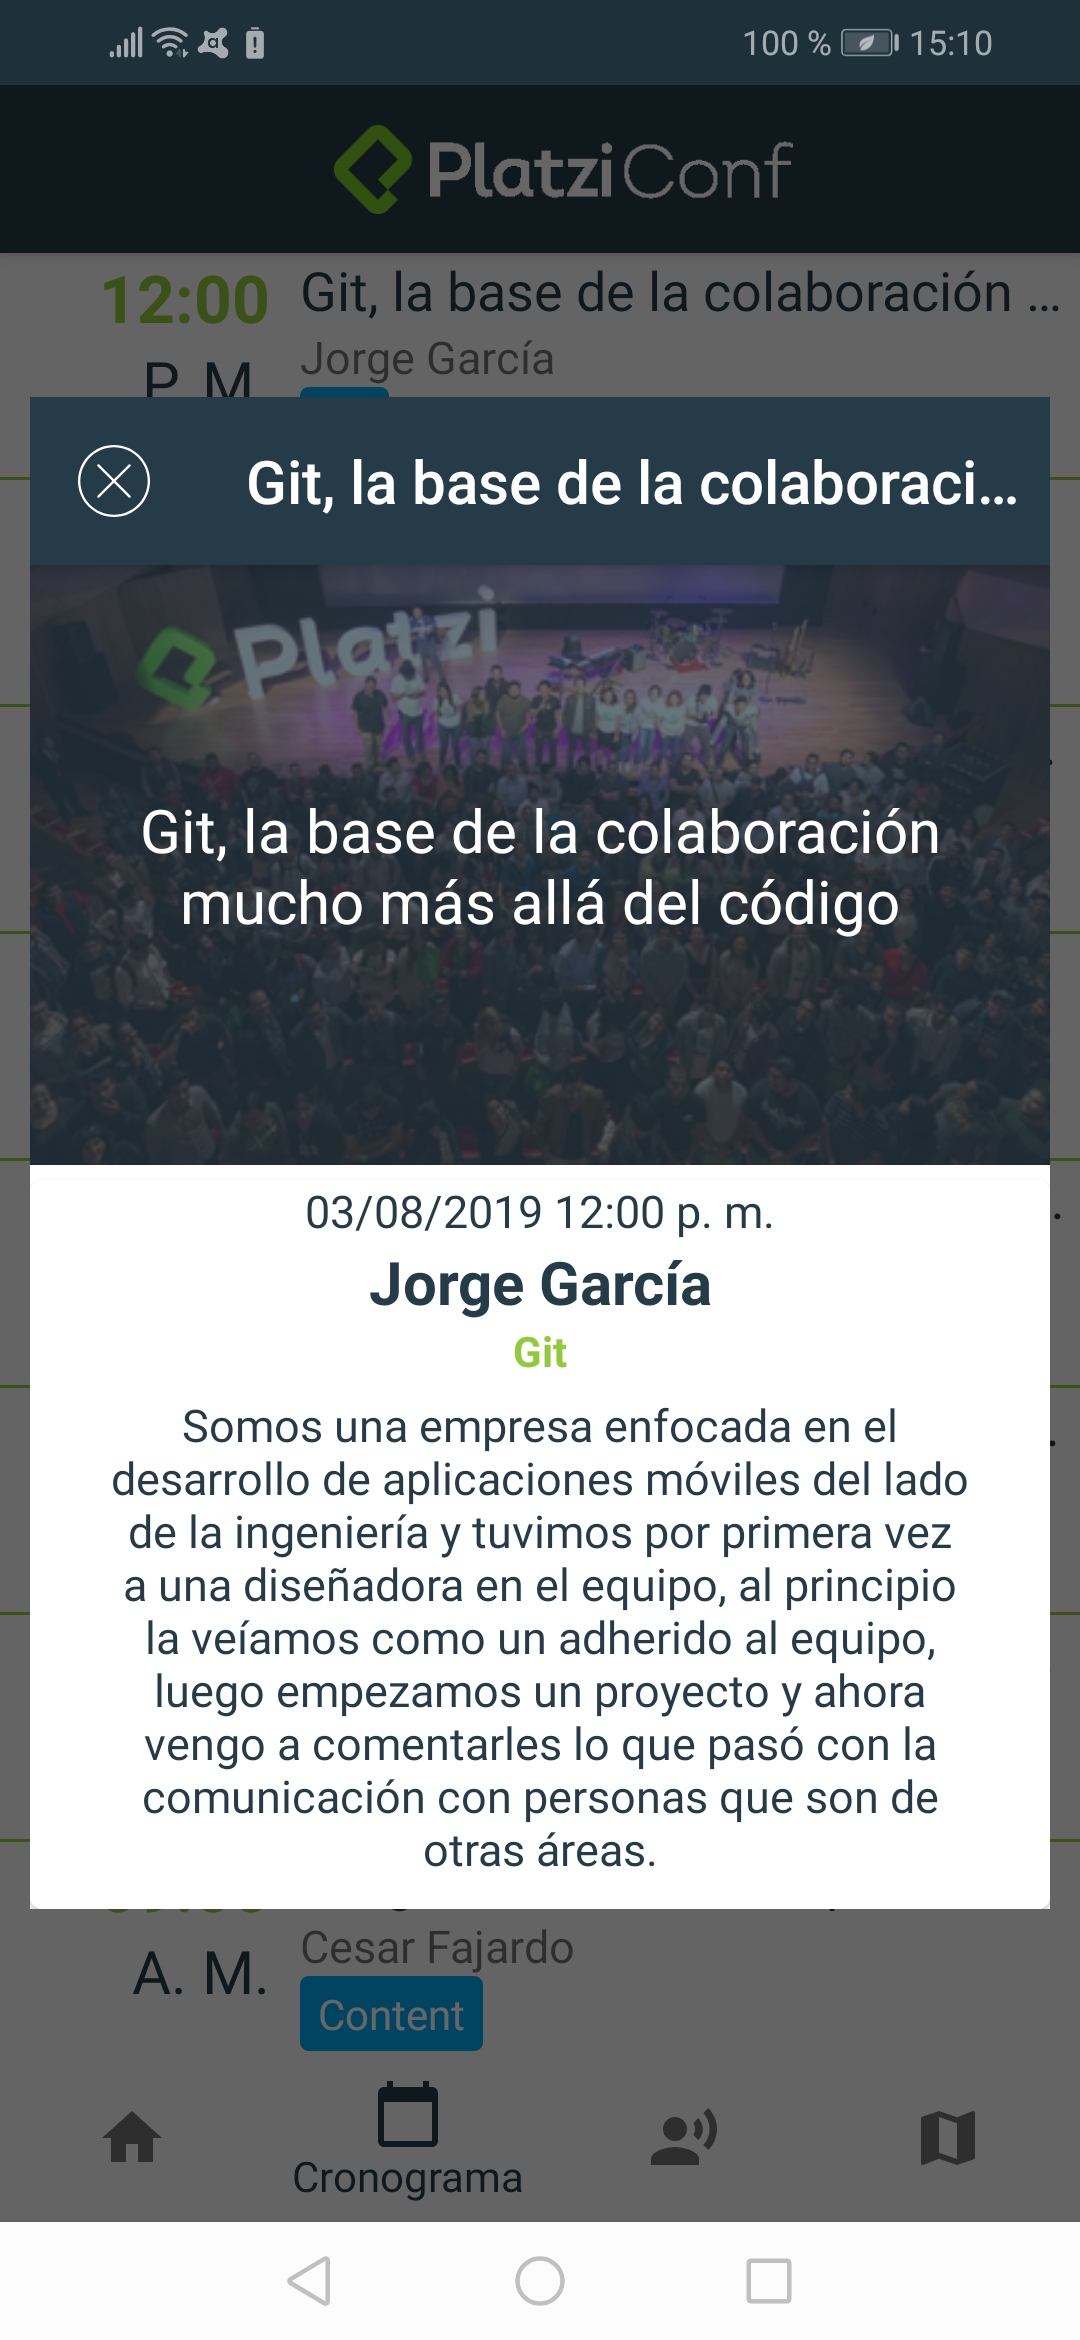 100 % 15:10
Platzi Conf
12:00 Git, la base de la colaboración ...
Jorge García
P. M.
Git, la base de la colaboraci...
Platzi
Git, la base de la colaboración
mucho más allá del código
03/08/2019 12:00 p. m.
Jorge García
Git
Somos una empresa enfocada en el
desarrollo de aplicaciones móviles del lado
de la ingeniería y tuvimos por primera vez
a una diseñadora en el equipo, al principio
la veíamos como un adherido al equipo,
luego empezamos un proyecto y ahora
vengo a comentarles lo que pasó con la
comunicación con personas que son de
otras áreas.
Cesar Fajardo
A. M.
Content
Cronograma